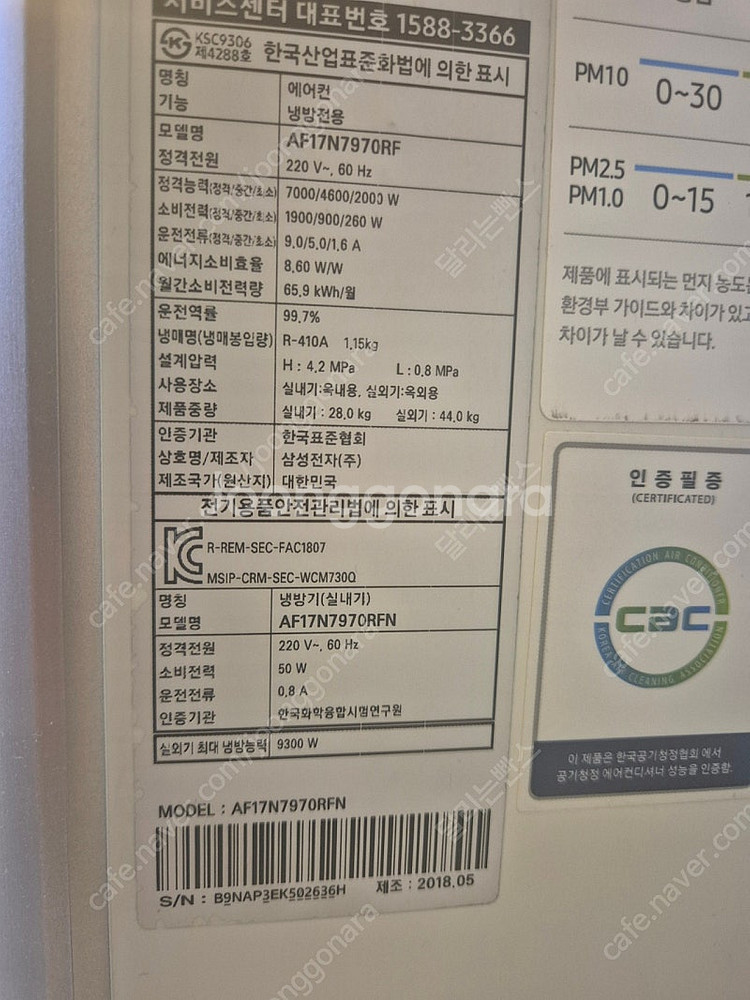 서비스센터 대표번호 1588-3366
KSC9306
제4288호 한국산업표준화법에 의한 표시
명칭 에어컨
기능 냉방전용
모델명 AF17N7970RF
정격전원 220 V~, 60 Hz
정격능력(정격/중간/최소) 7000/4600/2000 W
소비전력(정격/중간/최소) 1900/900/260 W
운전전류(정격/중간/최소) 9.0/5.0/1.6 A
에너지소비효율 8.60 W/W
월간소비전력량 65.9 kWh/월
운전역률 99.7%
냉매명(냉매봉입량) R-410A 1.15kg
설계압력 H : 4.2 MPa L : 0.8 MPa
사용장소 실내기:옥내용, 실외기:옥외용
제품중량 실내기 : 28.0 kg 실외기 : 44.0 kg
인증기관 한국표준협회
상호명/제조자 삼성전자(주)
제조국가(원산지) 대한민국
전기용품안전관리법에 의한 표시
R-REM-SEC-FAC1807
MSIP-CRM-SEC-WCM730Q
명칭 냉방기(실내기)
모델명 AF17N7970RFN
정격전원 220 V~, 60 Hz
소비전력 50 W
운전전류 0.8 A
인증기관 한국화학융합시험연구원
실외기 최대 냉방능력 9300 W
MODEL : AF17N7970RFN
S/N : B9NAP3EK502636H 제조 : 2018.05
PM10 0~30
PM2.5
PM1.0 0~15
제품에 표시되는 먼지 농도는
환경부 가이드와 차이가 있고
차이가 날 수 있습니다.
인증필증
(CERTIFICATED)
CERTIFICATION AIR CONDITIONER
CAC
KOREA AIR CLEANING ASSOCIATION
이 제품은 한국공기청정협회에서
공기청정 에어컨디셔너 성능을 인증함.
joonggonara
cafe.naver.com/joonggonara
달리는빵스